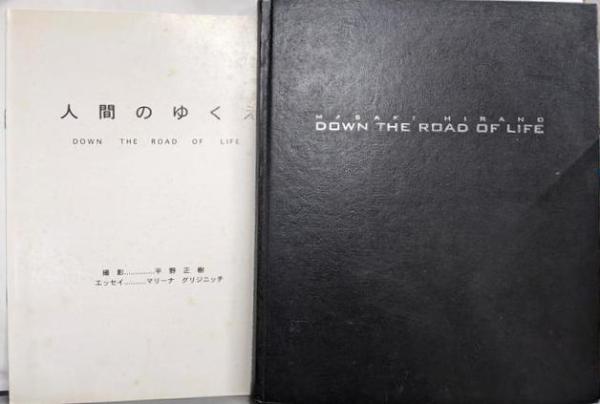 人間のゆくえ
DOWN THE ROAD OF LIFE
撮影…………平野正樹
エッセイ………マリーナ グリジニッチ
MASAKI HIRANO
DOWN THE ROAD OF LIFE